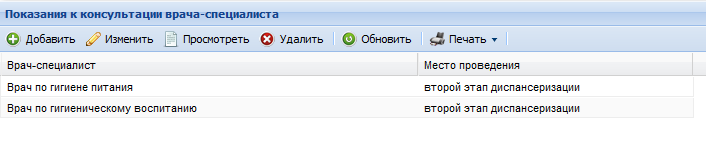 Показания к консультации врача-специалиста
Добавить Изменить Просмотреть Удалить Обновить Печать
Врач-специалист Место проведения
Врач по гигиене питания второй этап диспансеризации
Врач по гигиеническому воспитанию второй этап диспансеризации